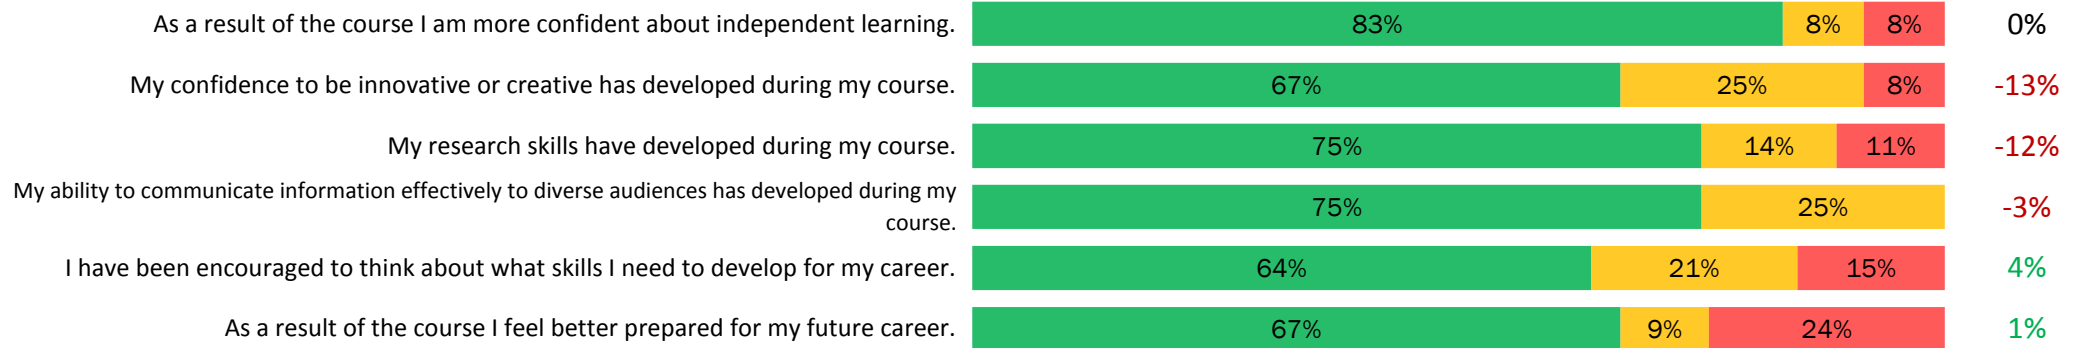 As a result of the course I am more confident about independent learning. 83% 8% 8% 0%
My confidence to be innovative or creative has developed during my course. 67% 25% 8% -13%
My research skills have developed during my course. 75% 14% 11% -12%
My ability to communicate information effectively to diverse audiences has developed during my
course. 75% 25% -3%
I have been encouraged to think about what skills I need to develop for my career. 64% 21% 15% 4%
As a result of the course I feel better prepared for my future career. 67% 9% 24% 1%